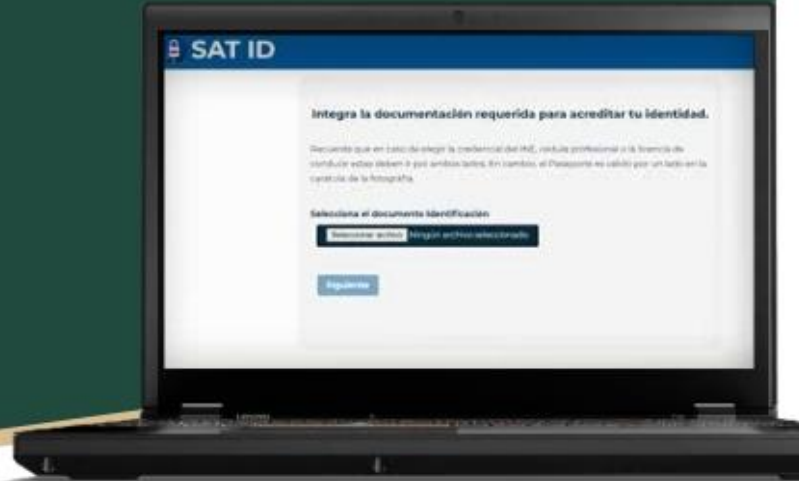 SAT ID
Integra la documentación requerida para acreditar tu identidad.
Recuerda que en caso de elegir la credencial del INE, cedula profesional o la licencia de
conducir estas deben ir por ambos lados. En cambio, el Pasaporte es valido por un lado en la
caratula de la fotografía.
Selecciona el documento Identificación
Seleccionar archivo Ningún archivo seleccionado
Siguiente
Lenovo